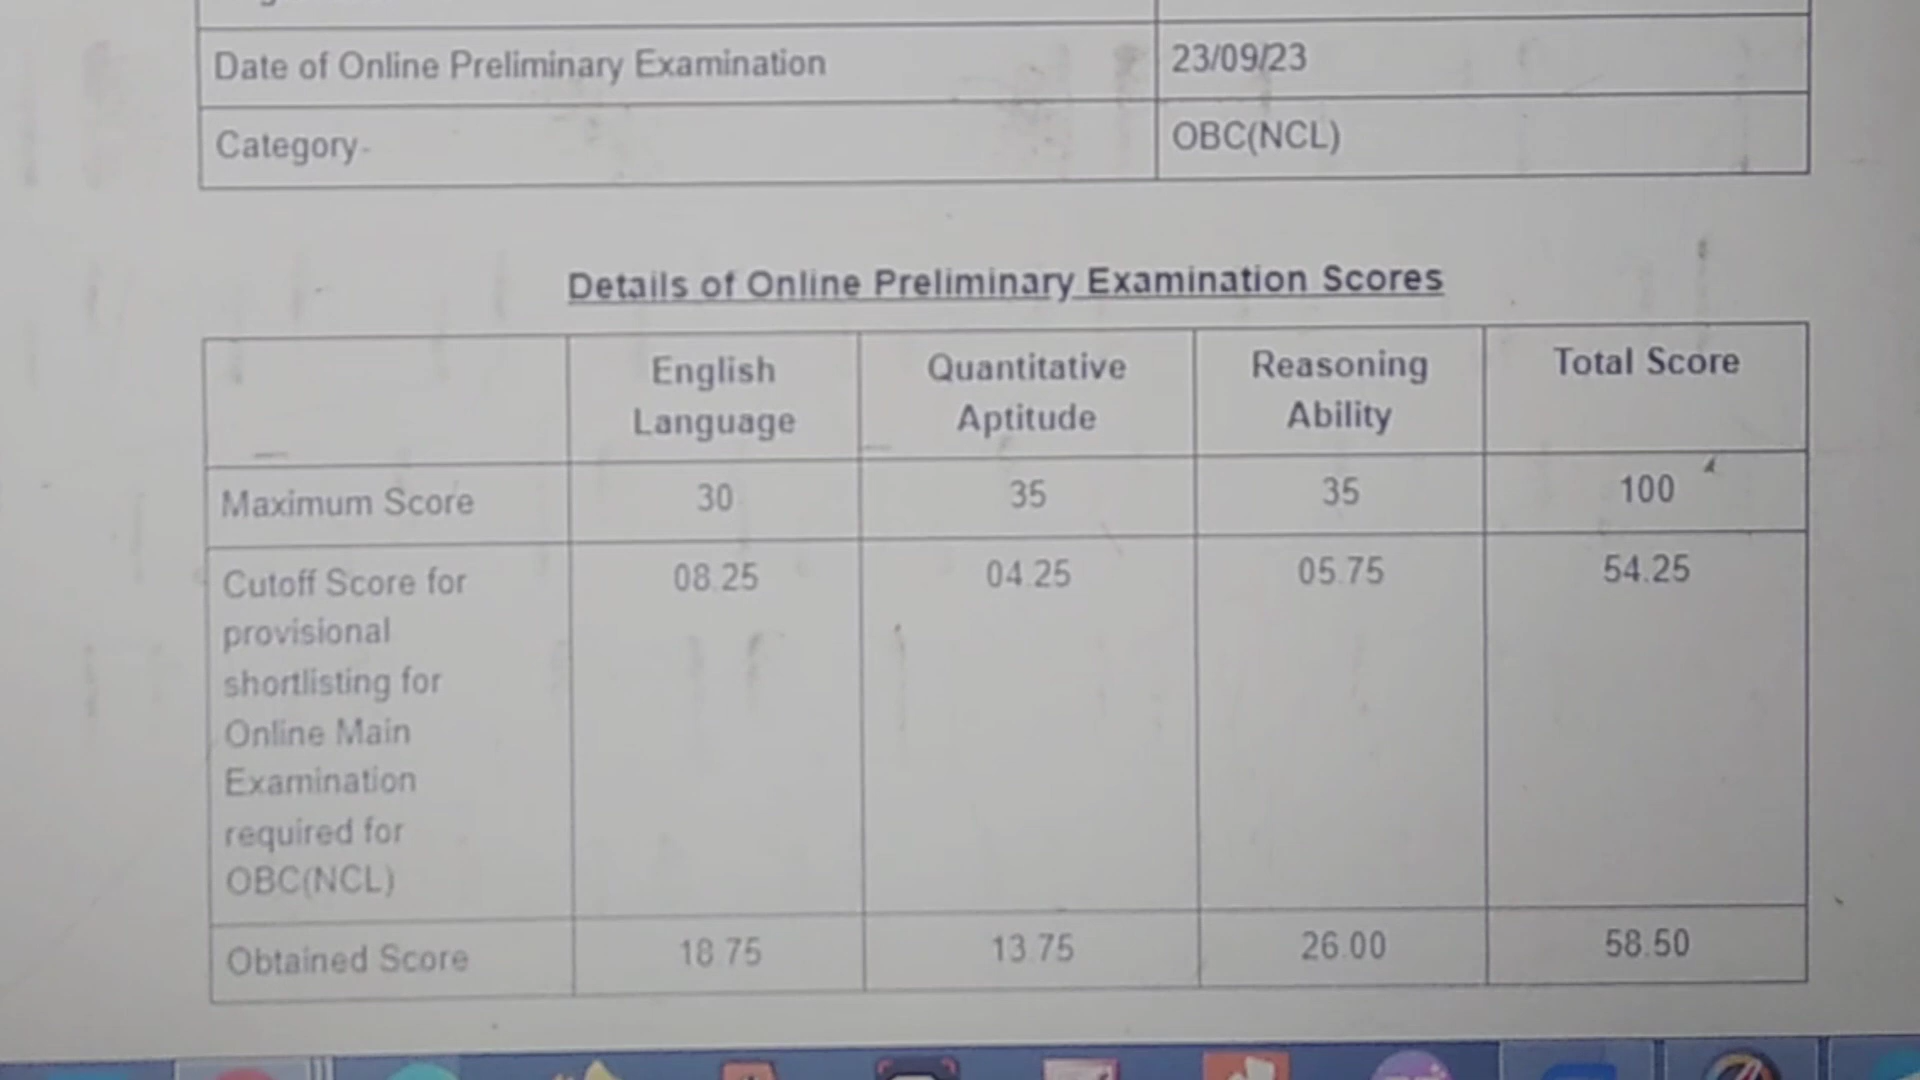 Date of Online Preliminary Examination 23/09/23
Category- OBC(NCL)
Details of Online Preliminary Examination Scores
English Language Quantitative Aptitude Reasoning Ability Total Score
Maximum Score 30 35 35 100
Cutoff Score for 08.25 04.25 05.75 54.25
provisional
shortlisting for
Online Main
Examination
required for
OBC(NCL)
Obtained Score 18.75 13.75 26.00 58.50